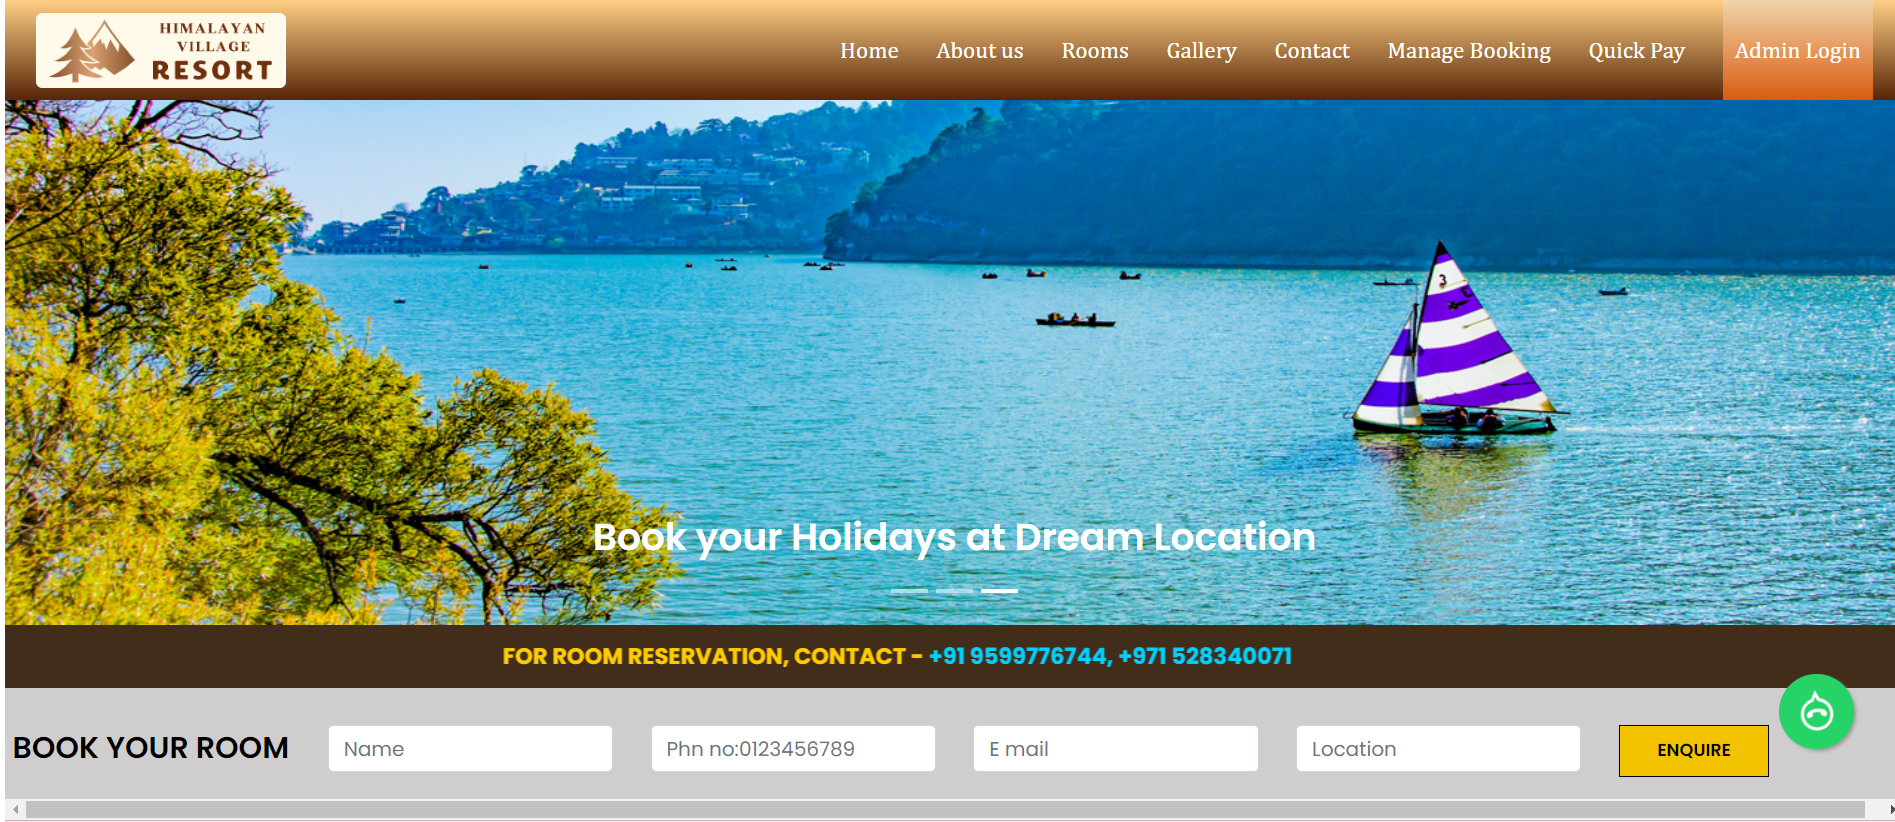 HIMALAYAN
VILLAGE
RESORT
Home About us Rooms Gallery Contact Manage Booking Quick Pay Admin Login
3
Book your Holidays at Dream Location
FOR ROOM RESERVATION, CONTACT - +91 9599776744, +971 528340071
BOOK YOUR ROOM Name Phn no:0123456789 E mail Location ENQUIRE